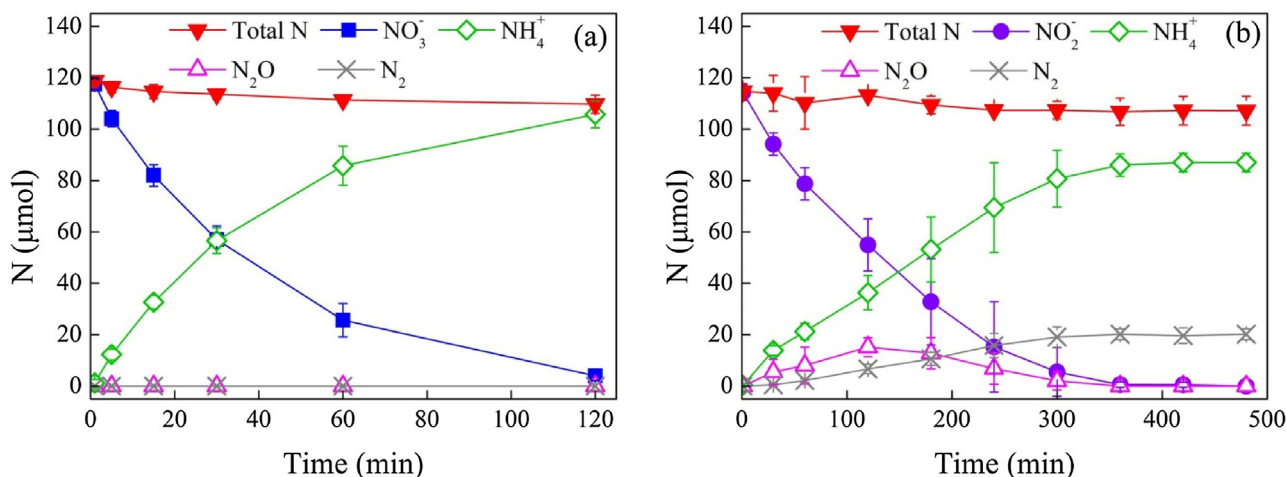 140
120
100
80
60
40
20
0
N (μmol)
Total N NO₃⁻ NH₄⁺ (a)
N₂O N₂
0 20 40 60 80 100 120
Time (min)
140
120
100
80
60
40
20
0
N (μmol)
Total N NO₂⁻ NH₄⁺ (b)
N₂O N₂
0 100 200 300 400 500
Time (min)